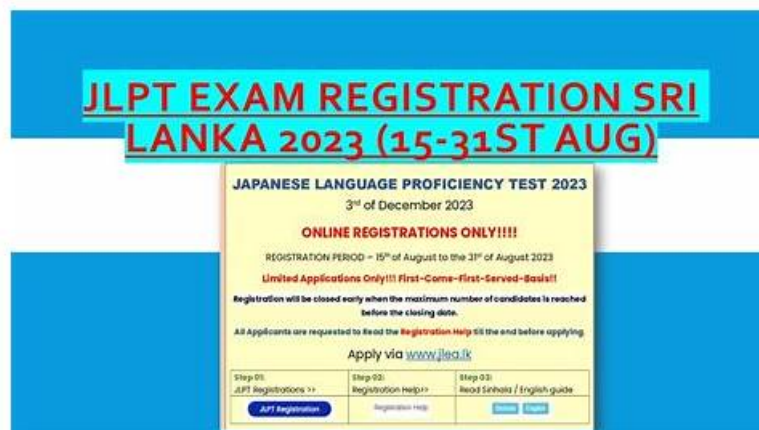 JLPT EXAM REGISTRATION SRI
LANKA 2023 (15-31ST AUG)
JAPANESE LANGUAGE PROFICIENCY TEST 2023
3rd of December 2023
ONLINE REGISTRATIONS ONLY!!!!
REGISTRATION PERIOD – 15th of August to the 31st of August 2023
Limited Applications Only!!! First-Come-First-Served-Basis!!
Registration will be closed early when the maximum number of candidates is reached
before the closing date.
All Applicants are requested to Read the Registration Help till the end before applying.
Apply via www.jlea.lk
Step 01: Step 02: Step 03:
JLPT Registrations >> Registration Help>> Read Sinhala / English guide
JLPT Registration Registration Help Sinhala English